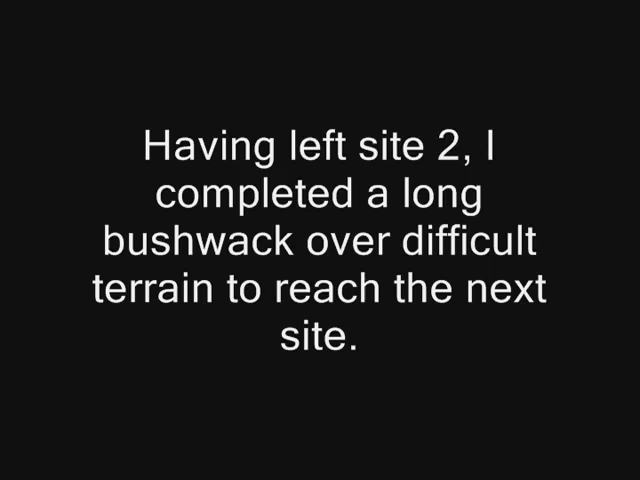 Having left site 2, I
completed a long
bushwack over difficult
terrain to reach the next
site.